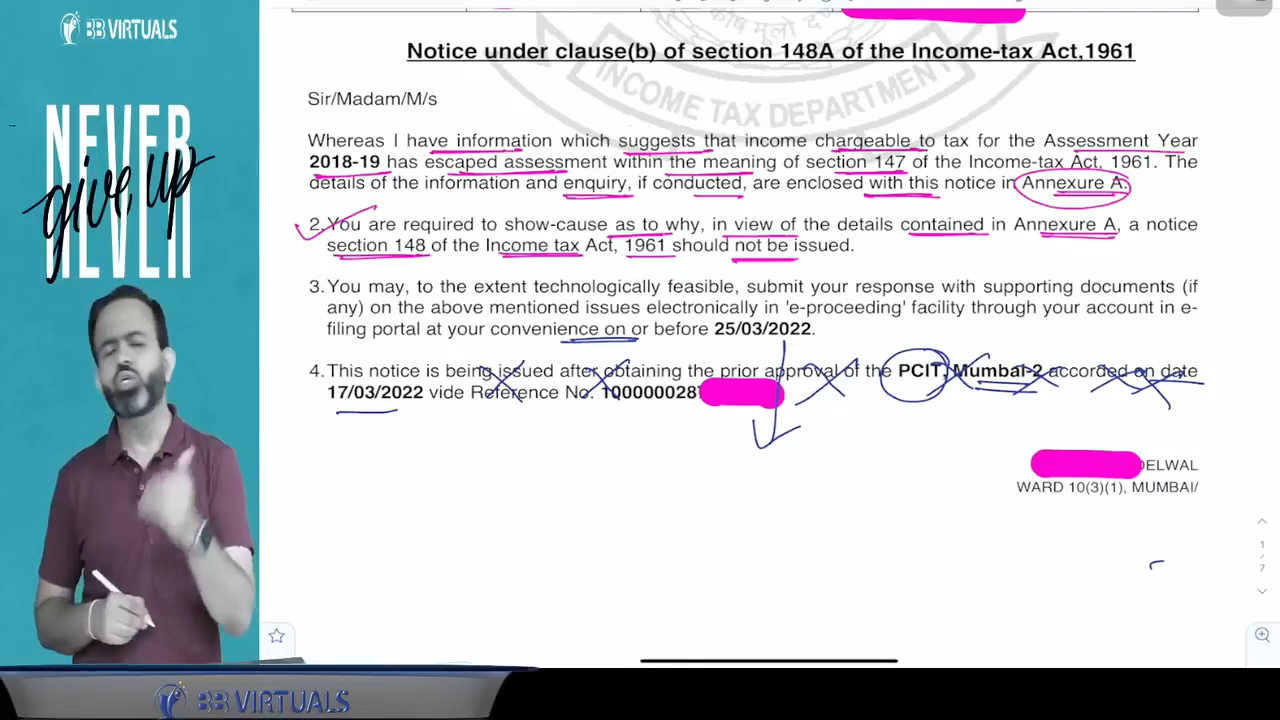 BB VIRTUALS
NEVER
give up
NEVER
कोष मूलो द
INCOME TAX DEPARTMENT
Notice under clause(b) of section 148A of the Income-tax Act,1961
Sir/Madam/M/s
Whereas I have information which suggests that income chargeable to tax for the Assessment Year
2018-19 has escaped assessment within the meaning of section 147 of the Income-tax Act, 1961. The
details of the information and enquiry, if conducted, are enclosed with this notice in Annexure A.
2. You are required to show-cause as to why, in view of the details contained in Annexure A, a notice
section 148 of the Income tax Act, 1961 should not be issued.
3. You may, to the extent technologically feasible, submit your response with supporting documents (if
any) on the above mentioned issues electronically in 'e-proceeding' facility through your account in e-
filing portal at your convenience on or before 25/03/2022.
4. This notice is being issued after obtaining the prior approval of the PCIT, Mumbai-2 accorded on date
17/03/2022 vide Reference No. 100000028
DELWAL
WARD 10(3)(1), MUMBAI/
1
/
7
BB VIRTUALS